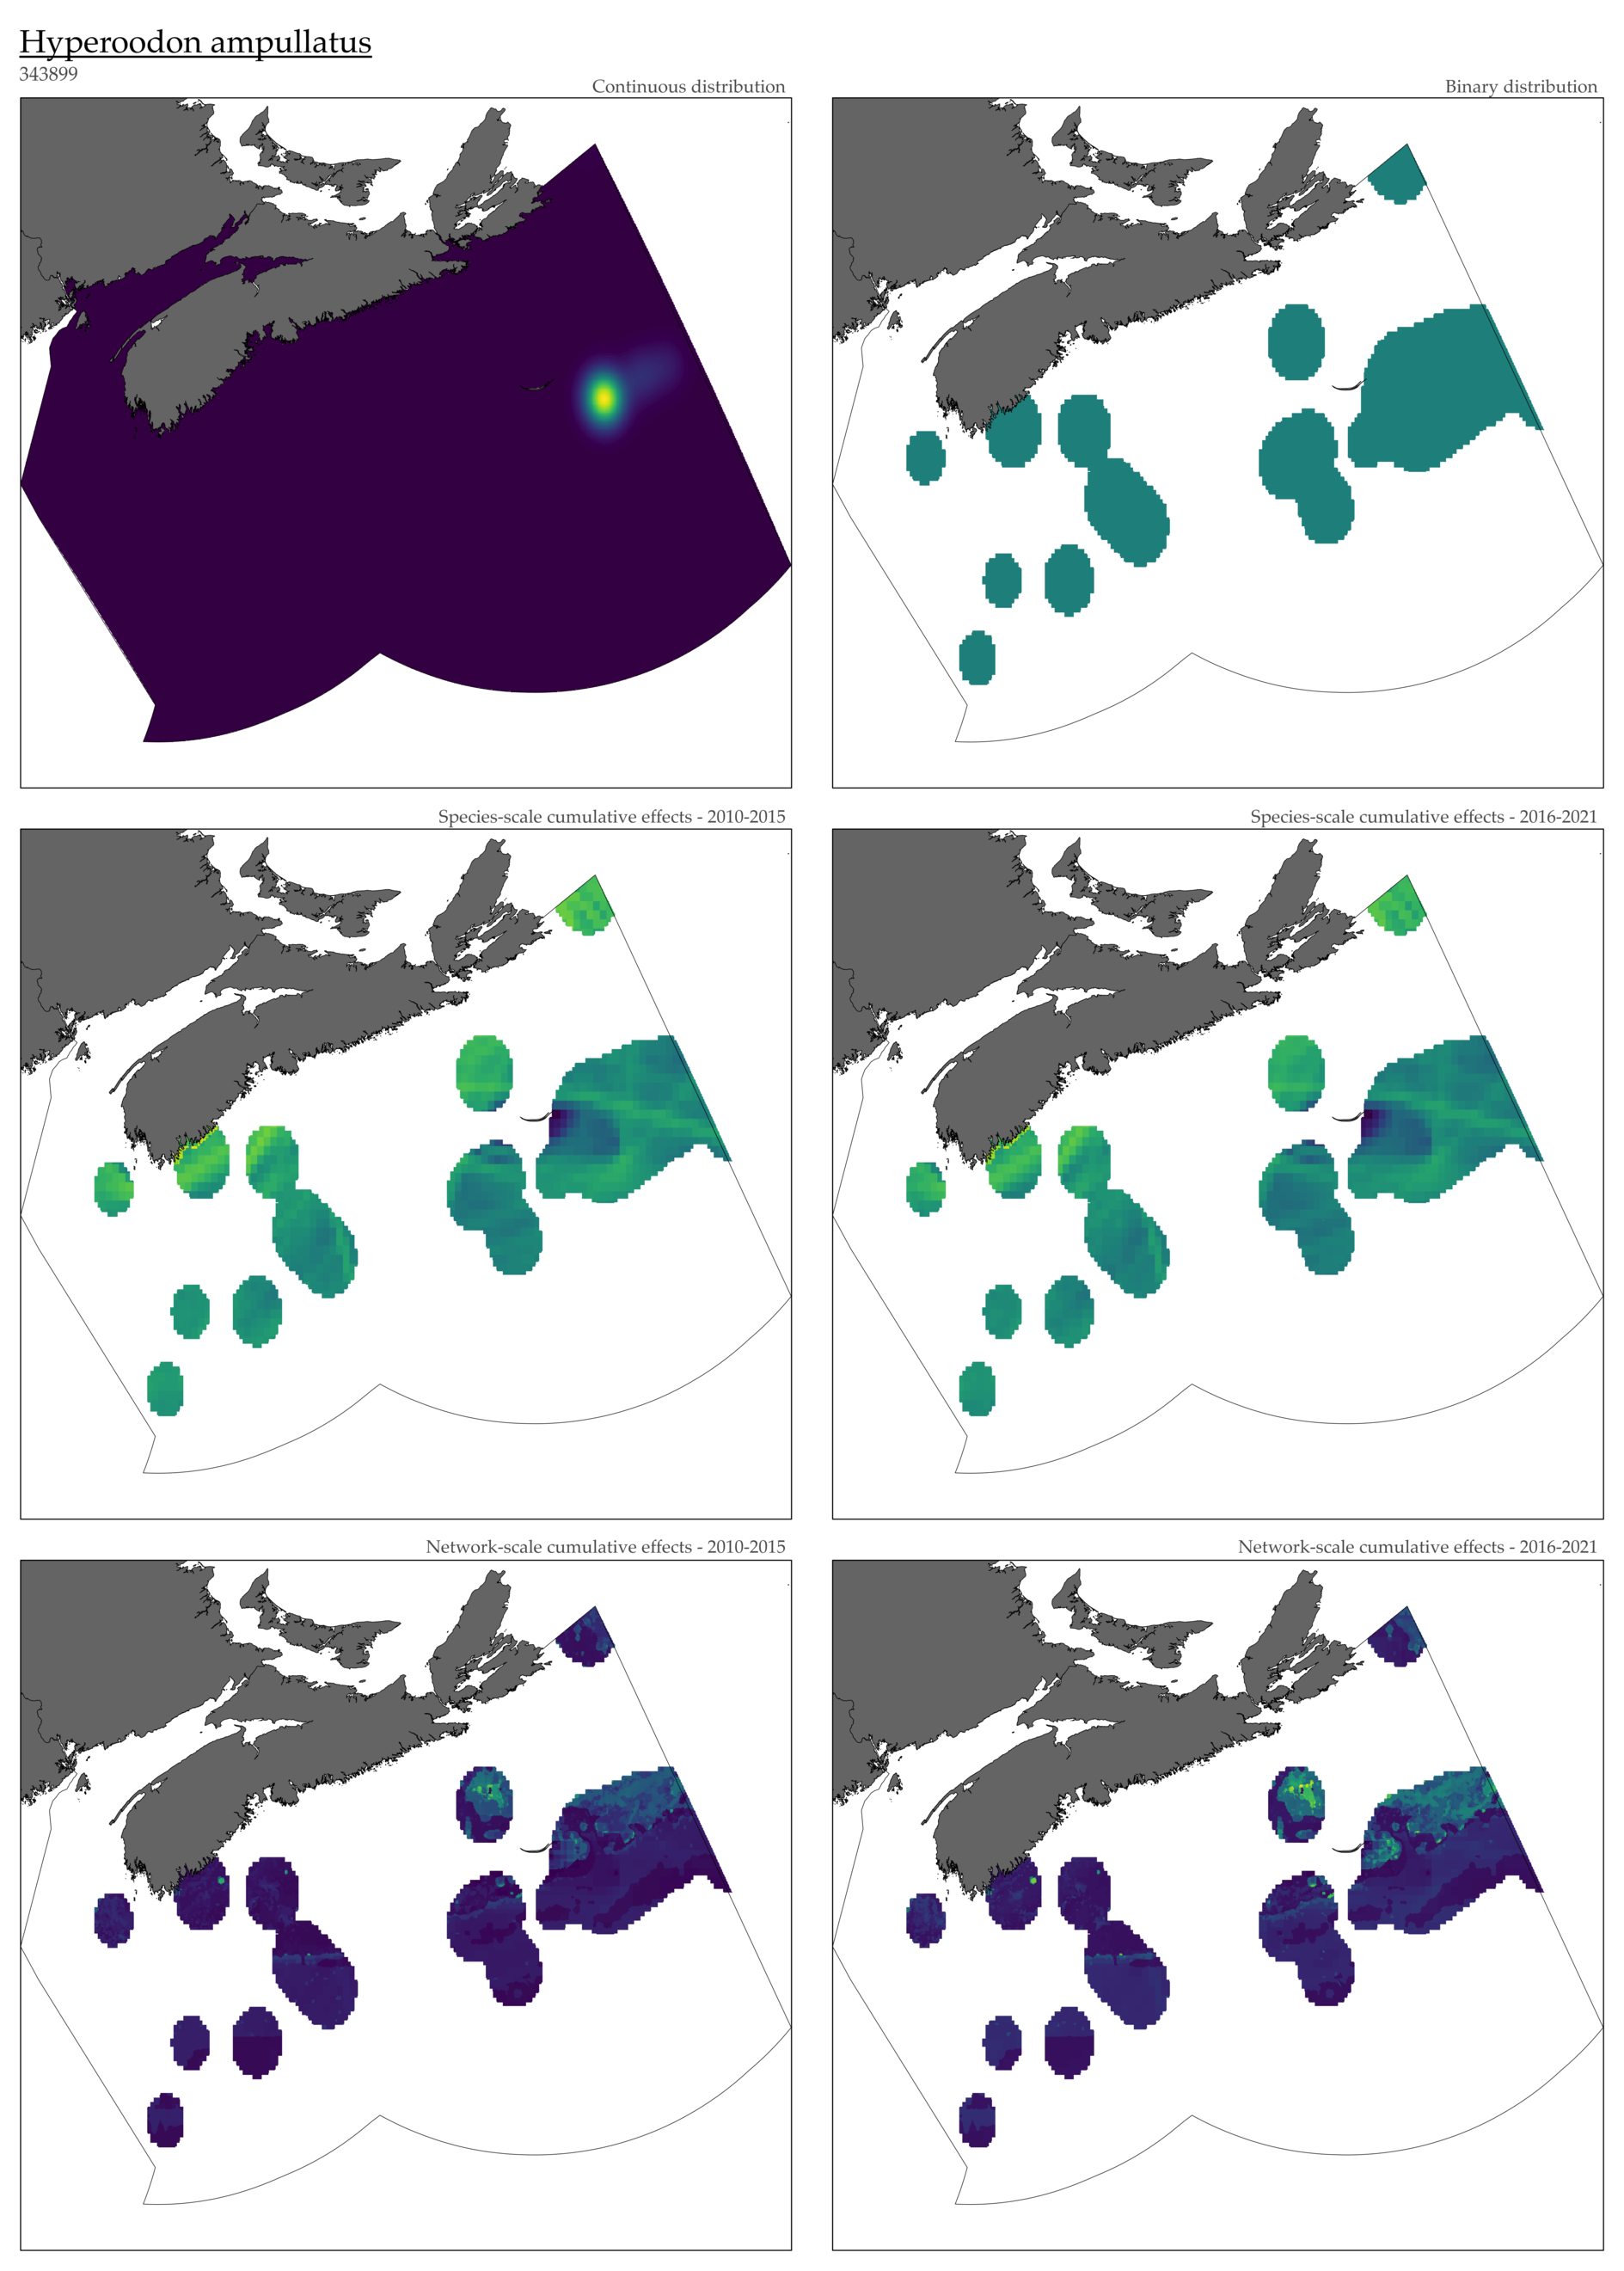 Hyperoodon ampullatus
343899
Continuous distribution
Binary distribution
Species-scale cumulative effects - 2010-2015
Species-scale cumulative effects - 2016-2021
Network-scale cumulative effects - 2010-2015
Network-scale cumulative effects - 2016-2021